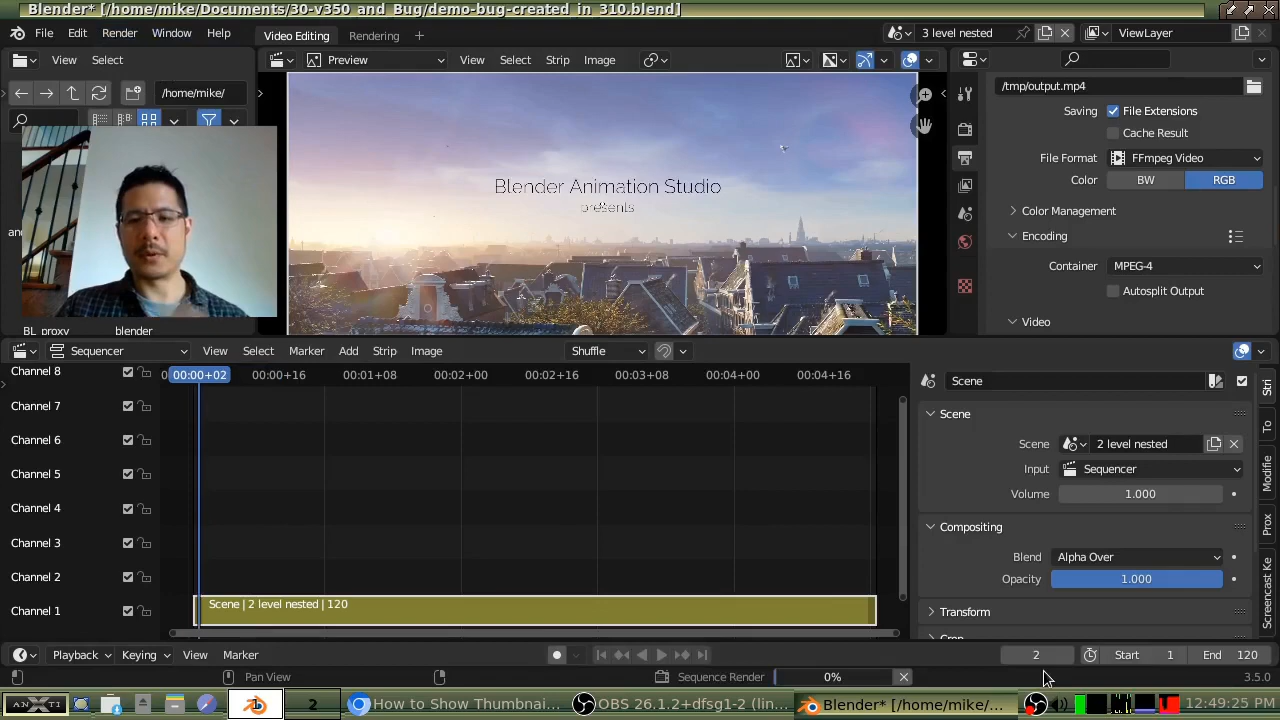 Blender* [/home/mike/Documents/30-v350 and Bug/demo-bug-created in 310.blend]
File Edit Render Window Help Video Editing Rendering + 3 level nested ViewLayer
View Select Preview View Select Strip Image
/home/mike/
/tmp/output.mp4
Saving File Extensions
Cache Result
File Format FFmpeg Video
Color BW RGB
Color Management
Encoding
Container MPEG-4
Autosplit Output
Video
Blender Animation Studio
presents
BL_proxy blender
Sequencer View Select Marker Add Strip Image Shuffle
00:00+02 00:00+16 00:01+08 00:02+00 00:02+16 00:03+08 00:04+00 00:04+16
Channel 8
Channel 7
Channel 6
Channel 5
Channel 4
Channel 3
Channel 2
Channel 1
Scene | 2 level nested | 120
Scene
Scene
Scene 2 level nested
Input Sequencer
Volume 1.000
Compositing
Blend Alpha Over
Opacity 1.000
Transform
Crop
Stri
To
Modifie
Prox
Screencast Ke
Playback Keying View Marker 2 Start 1 End 120
Pan View Sequence Render 0% 3.5.0
ANTIX 2 How to Show Thumbnai... OBS 26.1.2+dfsg1-2 (lin... Blender* [/home/mike/... 12:49:25 PM